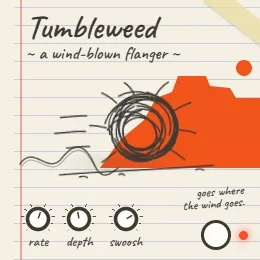 Tumbleweed
~ a wind-blown flanger ~
goes where
the wind goes.
rate depth swoosh